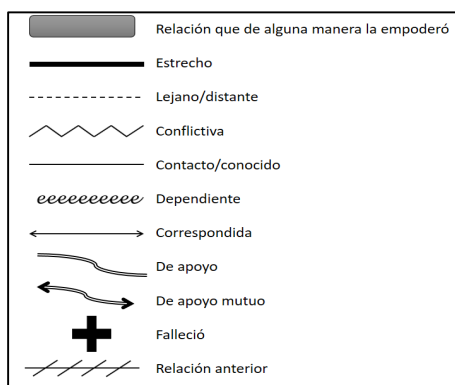 Relación que de alguna manera la empoderó
Estrecho
Lejano/distante
Conflictiva
Contacto/conocido
eeeeeeeeee Dependiente
Correspondida
De apoyo
De apoyo mutuo
Falleció
Relación anterior